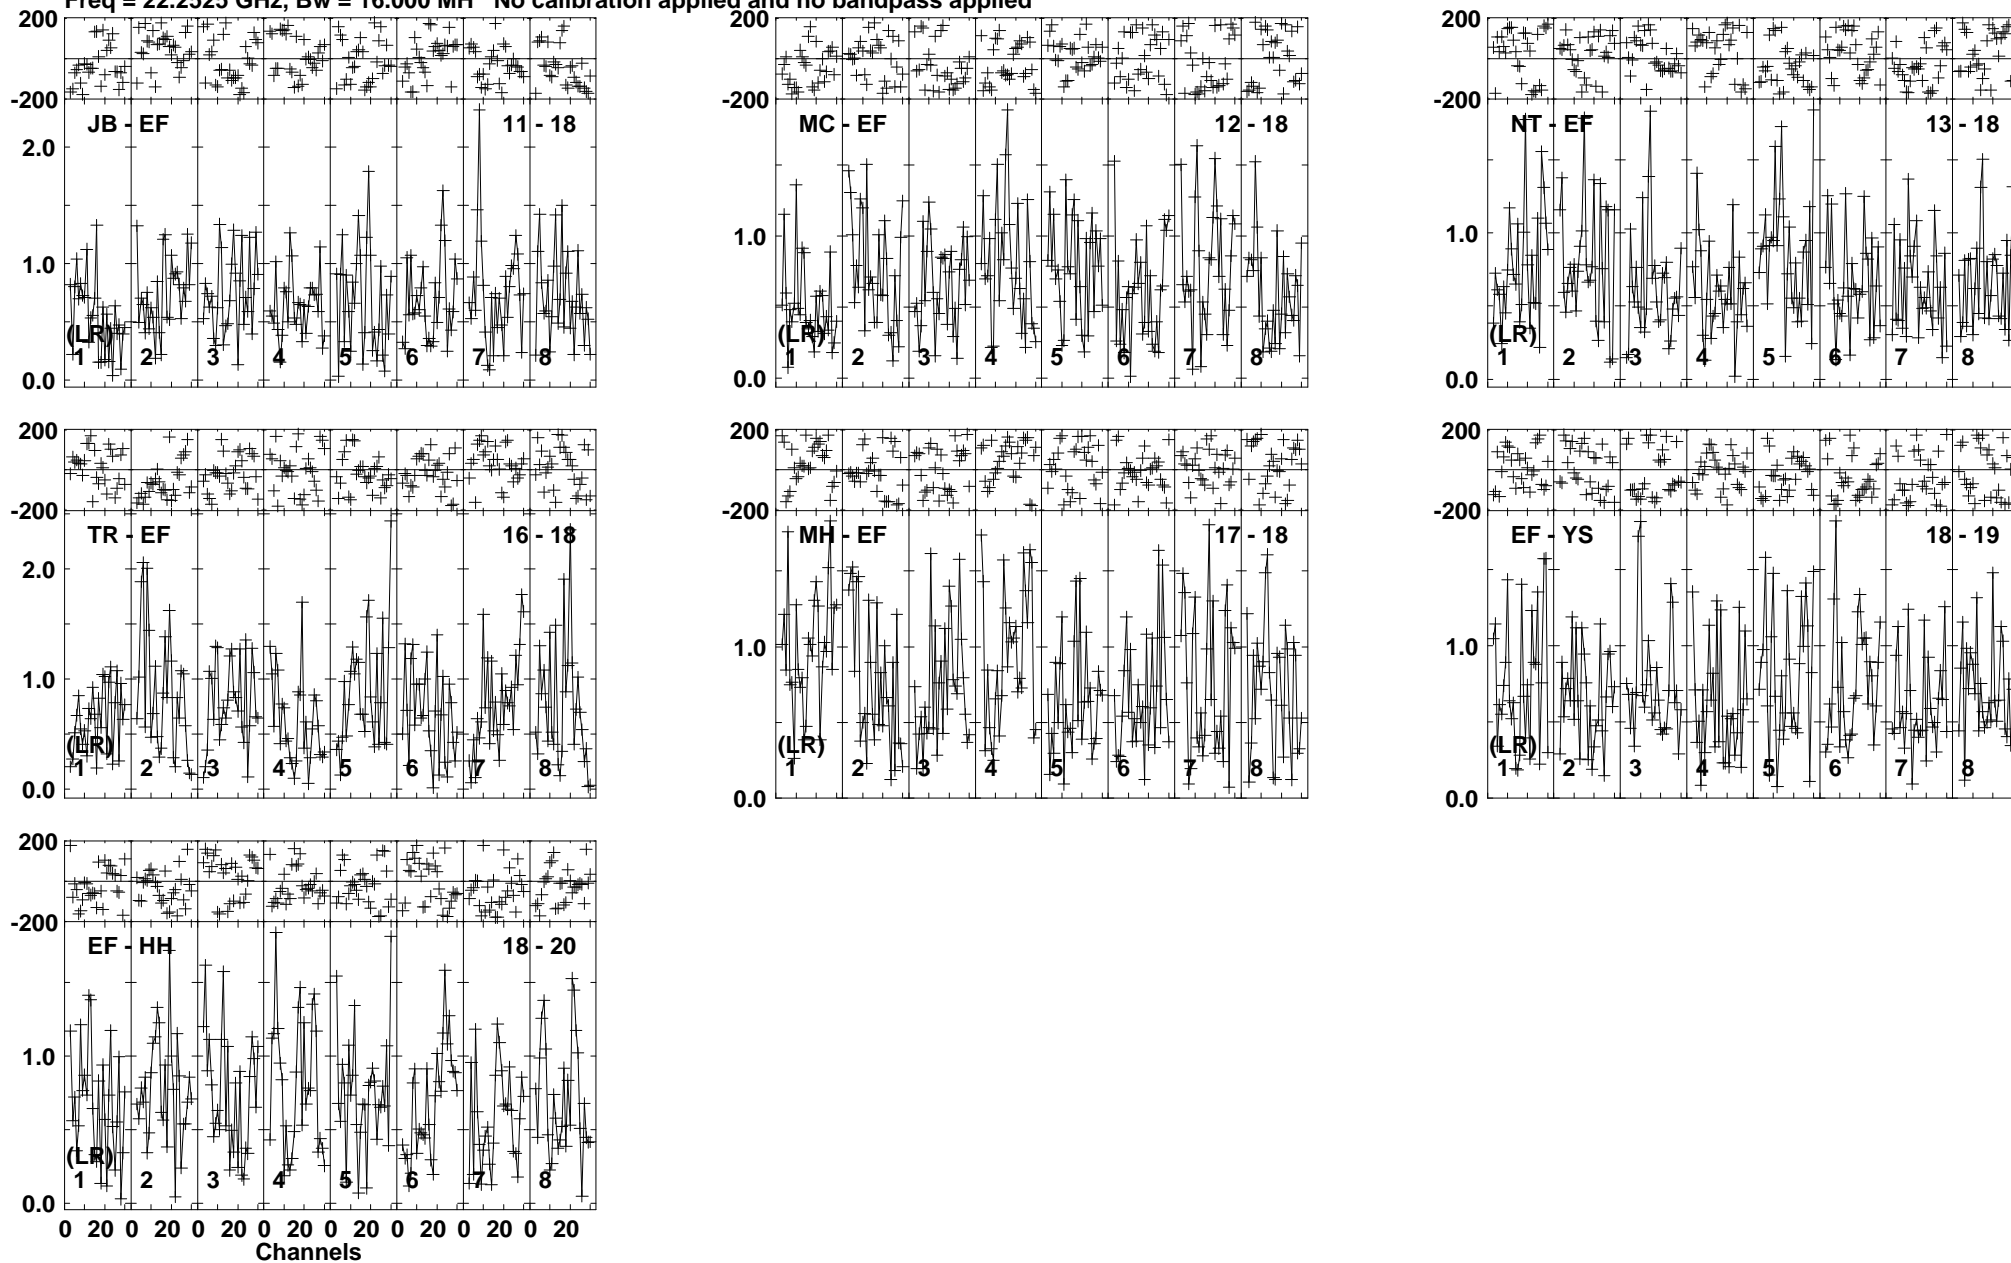 Freq = 22.2525 GHz, Bw = 16.000 MH No calibration applied and no bandpass applied
200 200 200
-200 -200 -200
JB - EF 11 - 18 MC - EF 12 - 18 NT - EF 13 - 18
2.0
1.0 1.0 1.0
(LR) (LR) (LR)
1 2 3 4 5 6 7 8 1 2 3 4 5 6 7 8 1 2 3 4 5 6 7 8
0.0 0.0 0.0
200 200 200
-200 -200 -200
TR - EF 16 - 18 MH - EF 17 - 18 EF - YS 18 - 19
2.0
1.0 1.0 1.0
(LR) (LR) (LR)
1 2 3 4 5 6 7 8 1 2 3 4 5 6 7 8 1 2 3 4 5 6 7 8
0.0 0.0 0.0
200
-200
EF - HH 18 - 20
1.0
(LR)
1 2 3 4 5 6 7 8
0.0
0 20 0 20 0 20 0 20 0 20 0 20 0 20 0 20
Channels